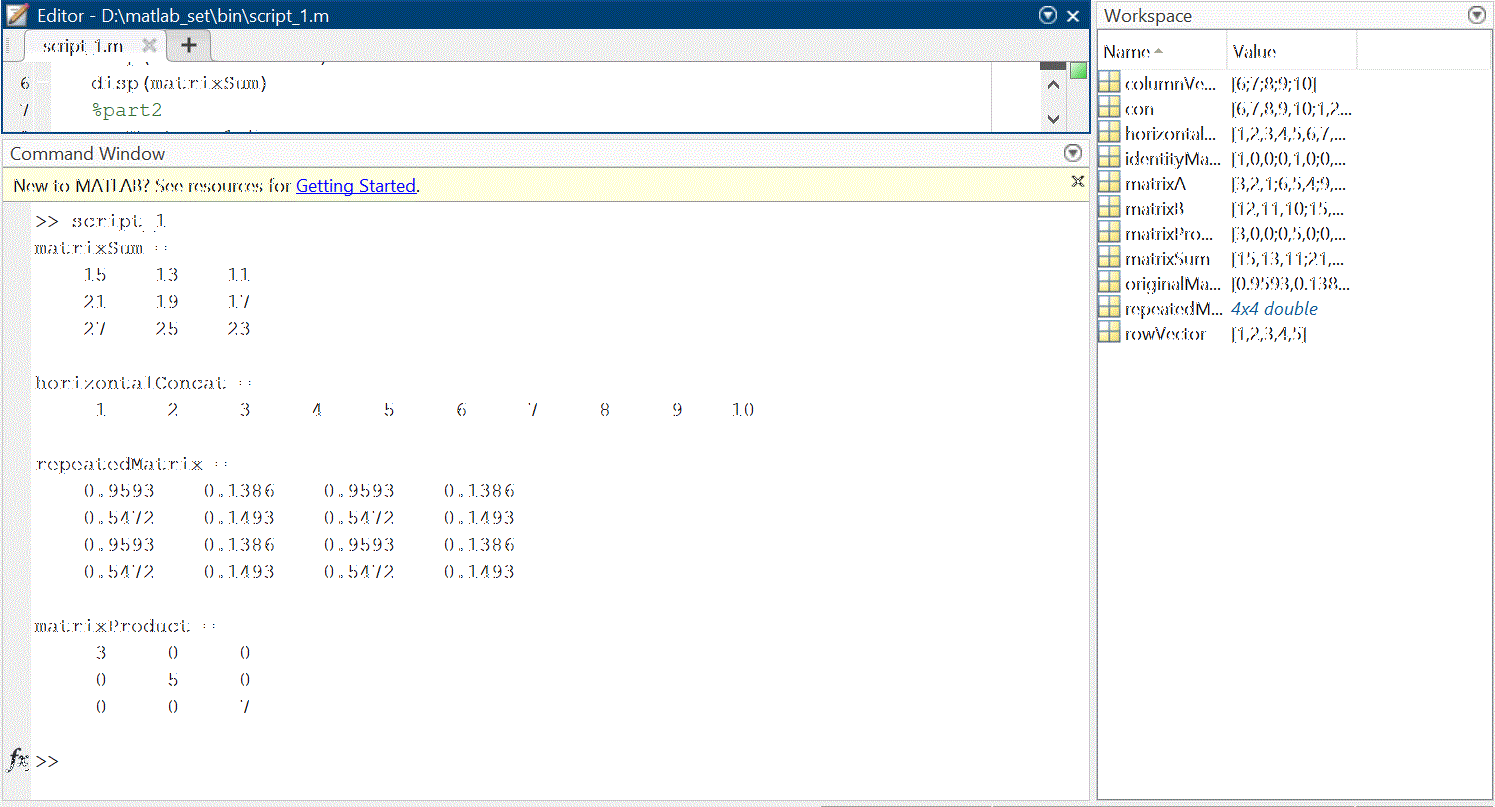 Editor - D:\matlab_set\bin\script_1.m
script_1.m
6 disp(matrixSum)
7 %part2
Command Window
New to MATLAB? See resources for Getting Started.
>> script_1
matrixSum =
15 13 11
21 19 17
27 25 23
horizontalConcat =
1 2 3 4 5 6 7 8 9 10
repeatedMatrix =
0.9593 0.1386 0.9593 0.1386
0.5472 0.1493 0.5472 0.1493
0.9593 0.1386 0.9593 0.1386
0.5472 0.1493 0.5472 0.1493
matrixProduct =
3 0 0
0 5 0
0 0 7
fx >>
Workspace
Name Value
columnVe... [6;7;8;9;10]
con [6,7,8,9,10;1,2...
horizontal... [1,2,3,4,5,6,7,...
identityMa... [1,0,0;0,1,0;0,...
matrixA [3,2,1;6,5,4;9,...
matrixB [12,11,10;15,...
matrixPro... [3,0,0;0,5,0;0,...
matrixSum [15,13,11;21,...
originalMa... [0.9593,0.138...
repeatedM... 4x4 double
rowVector [1,2,3,4,5]